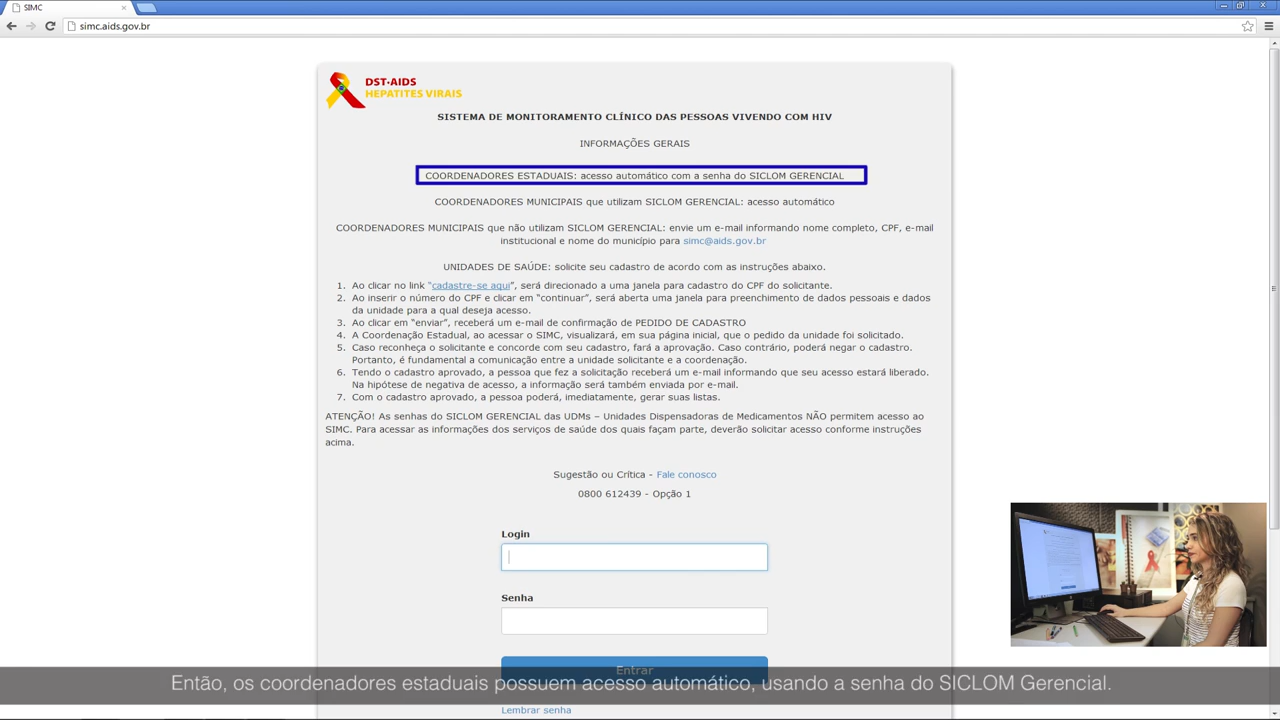 SIMC
simc.aids.gov.br
DST·AIDS
HEPATITES VIRAIS
SISTEMA DE MONITORAMENTO CLÍNICO DAS PESSOAS VIVENDO COM HIV
INFORMAÇÕES GERAIS
COORDENADORES ESTADUAIS: acesso automático com a senha do SICLOM GERENCIAL
COORDENADORES MUNICIPAIS que utilizam SICLOM GERENCIAL: acesso automático
COORDENADORES MUNICIPAIS que não utilizam SICLOM GERENCIAL: envie um e-mail informando nome completo, CPF, e-mail
institucional e nome do município para simc@aids.gov.br
UNIDADES DE SAÚDE: solicite seu cadastro de acordo com as instruções abaixo.
1. Ao clicar no link “cadastre-se aqui”, será direcionado a uma janela para cadastro do CPF do solicitante.
2. Ao inserir o número do CPF e clicar em “continuar”, será aberta uma janela para preenchimento de dados pessoais e dados
da unidade para a qual deseja acesso.
3. Ao clicar em “enviar”, receberá um e-mail de confirmação de PEDIDO DE CADASTRO
4. A Coordenação Estadual, ao acessar o SIMC, visualizará, em sua página inicial, que o pedido da unidade foi solicitado.
5. Caso reconheça o solicitante e concorde com seu cadastro, fará a aprovação. Caso contrário, poderá negar o cadastro.
Portanto, é fundamental a comunicação entre a unidade solicitante e a coordenação.
6. Tendo o cadastro aprovado, a pessoa que fez a solicitação receberá um e-mail informando que seu acesso estará liberado.
Na hipótese de negativa de acesso, a informação será também enviada por e-mail.
7. Com o cadastro aprovado, a pessoa poderá, imediatamente, gerar suas listas.
ATENÇÃO! As senhas do SICLOM GERENCIAL das UDMs – Unidades Dispensadoras de Medicamentos NÃO permitem acesso ao
SIMC. Para acessar as informações dos serviços de saúde dos quais façam parte, deverão solicitar acesso conforme instruções
acima.
Sugestão ou Crítica - Fale conosco
0800 612439 - Opção 1
Login
Senha
Entrar
Então, os coordenadores estaduais possuem acesso automático, usando a senha do SICLOM Gerencial.
Lembrar senha